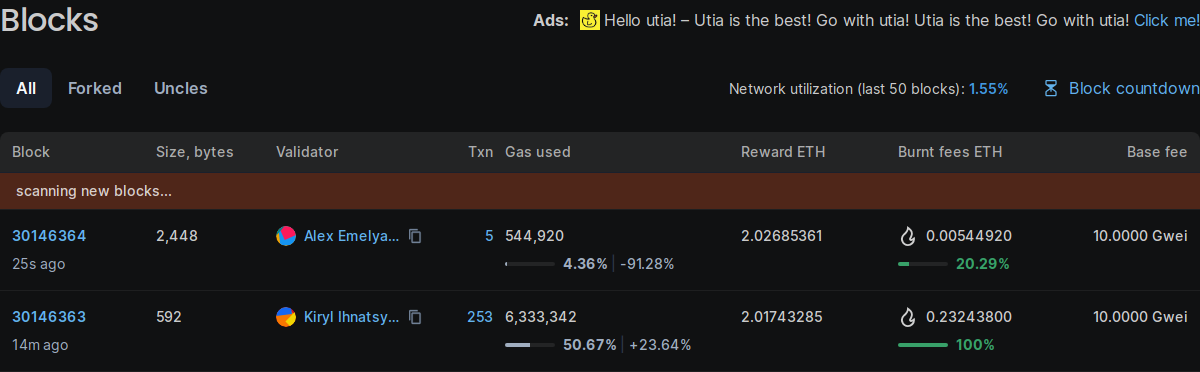 Blocks
Ads: Hello utia! – Utia is the best! Go with utia! Utia is the best! Go with utia! Click me!
All Forked Uncles Network utilization (last 50 blocks): 1.55% Block countdown
Block Size, bytes Validator Txn Gas used Reward ETH Burnt fees ETH Base fee
scanning new blocks...
30146364 2,448 Alex Emelya... 5 544,920 2.02685361 0.00544920 10.0000 Gwei
25s ago 4.36% | -91.28% 20.29%
30146363 592 Kiryl Ihnatsy... 253 6,333,342 2.01743285 0.23243800 10.0000 Gwei
14m ago 50.67% | +23.64% 100%